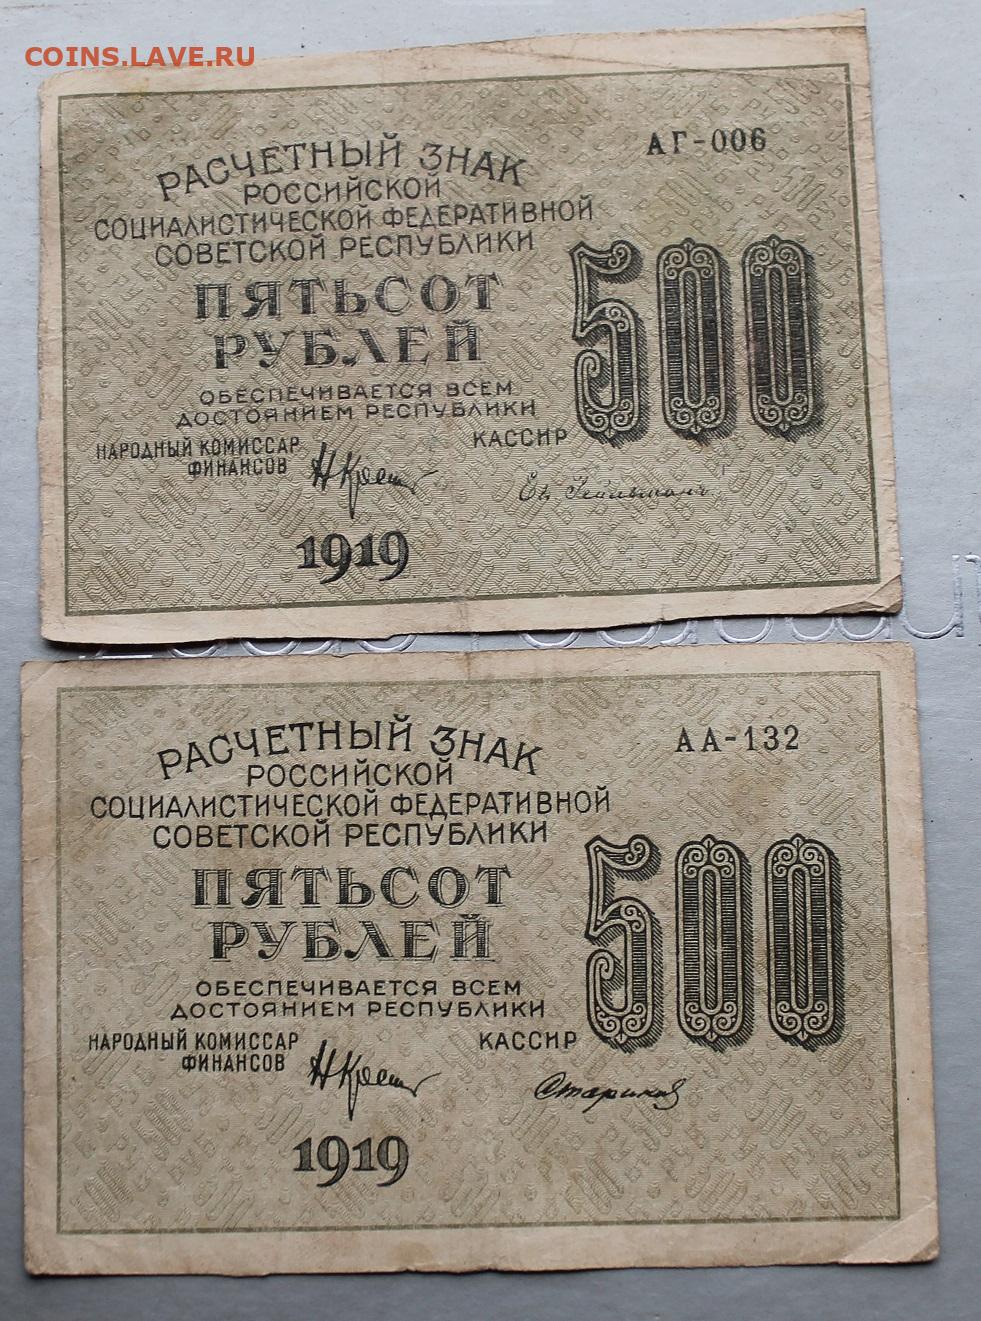 COINS.LAVE.RU
АГ-006
РАСЧЕТНЫЙ ЗНАК
РОССИЙСКОЙ
СОЦИАЛИСТИЧЕСКОЙ ФЕДЕРАТИВНОЙ
СОВЕТСКОЙ РЕСПУБЛИКИ
ПЯТЬСОТ
РУБЛЕЙ
500
ОБЕСПЕЧИВАЕТСЯ ВСЕМ
ДОСТОЯНИЕМ РЕСПУБЛИКИ
НАРОДНЫЙ КОМИССАР
ФИНАНСОВ
КАССИР
1919
АА-132
РАСЧЕТНЫЙ ЗНАК
РОССИЙСКОЙ
СОЦИАЛИСТИЧЕСКОЙ ФЕДЕРАТИВНОЙ
СОВЕТСКОЙ РЕСПУБЛИКИ
ПЯТЬСОТ
РУБЛЕЙ
500
ОБЕСПЕЧИВАЕТСЯ ВСЕМ
ДОСТОЯНИЕМ РЕСПУБЛИКИ
НАРОДНЫЙ КОМИССАР
ФИНАНСОВ
КАССИР
Стариков
1919